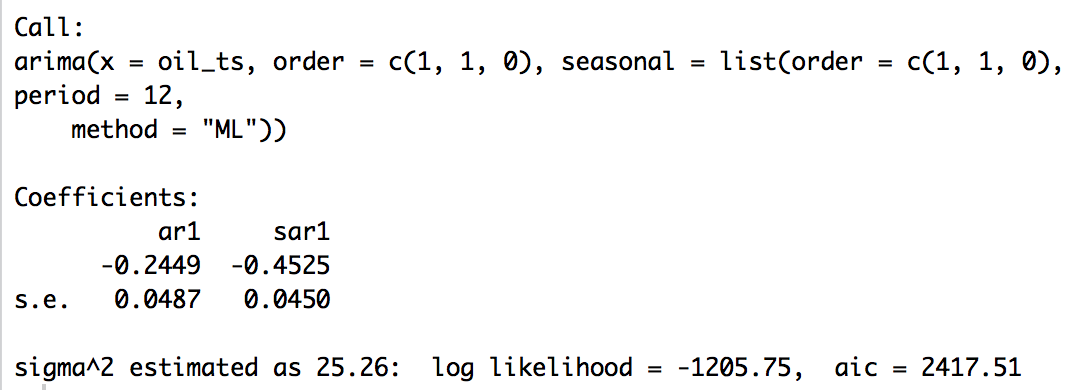 Call:
arima(x = oil_ts, order = c(1, 1, 0), seasonal = list(order = c(1, 1, 0),
period = 12,
    method = "ML"))
Coefficients:
          ar1     sar1
      -0.2449  -0.4525
s.e.   0.0487   0.0450
sigma^2 estimated as 25.26:  log likelihood = -1205.75,  aic = 2417.51